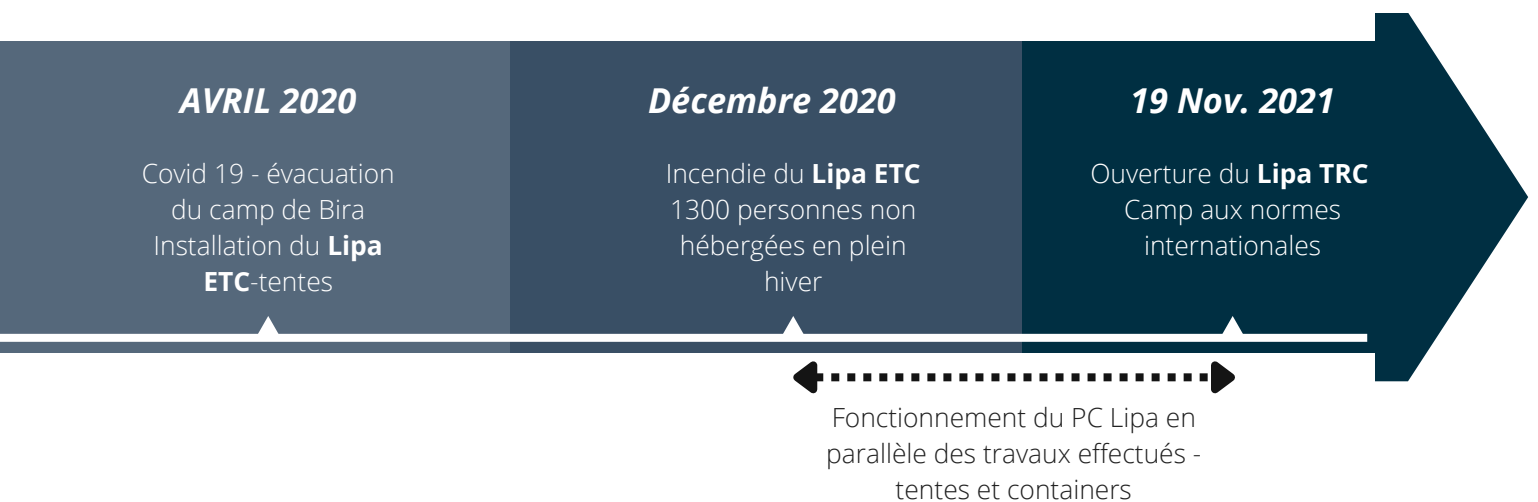 AVRIL 2020
Covid 19 - évacuation
du camp de Bira
Installation du Lipa
ETC-tentes
Décembre 2020
Incendie du Lipa ETC
1300 personnes non
hébergées en plein
hiver
19 Nov. 2021
Ouverture du Lipa TRC
Camp aux normes
internationales
Fonctionnement du PC Lipa en
parallèle des travaux effectués -
tentes et containers